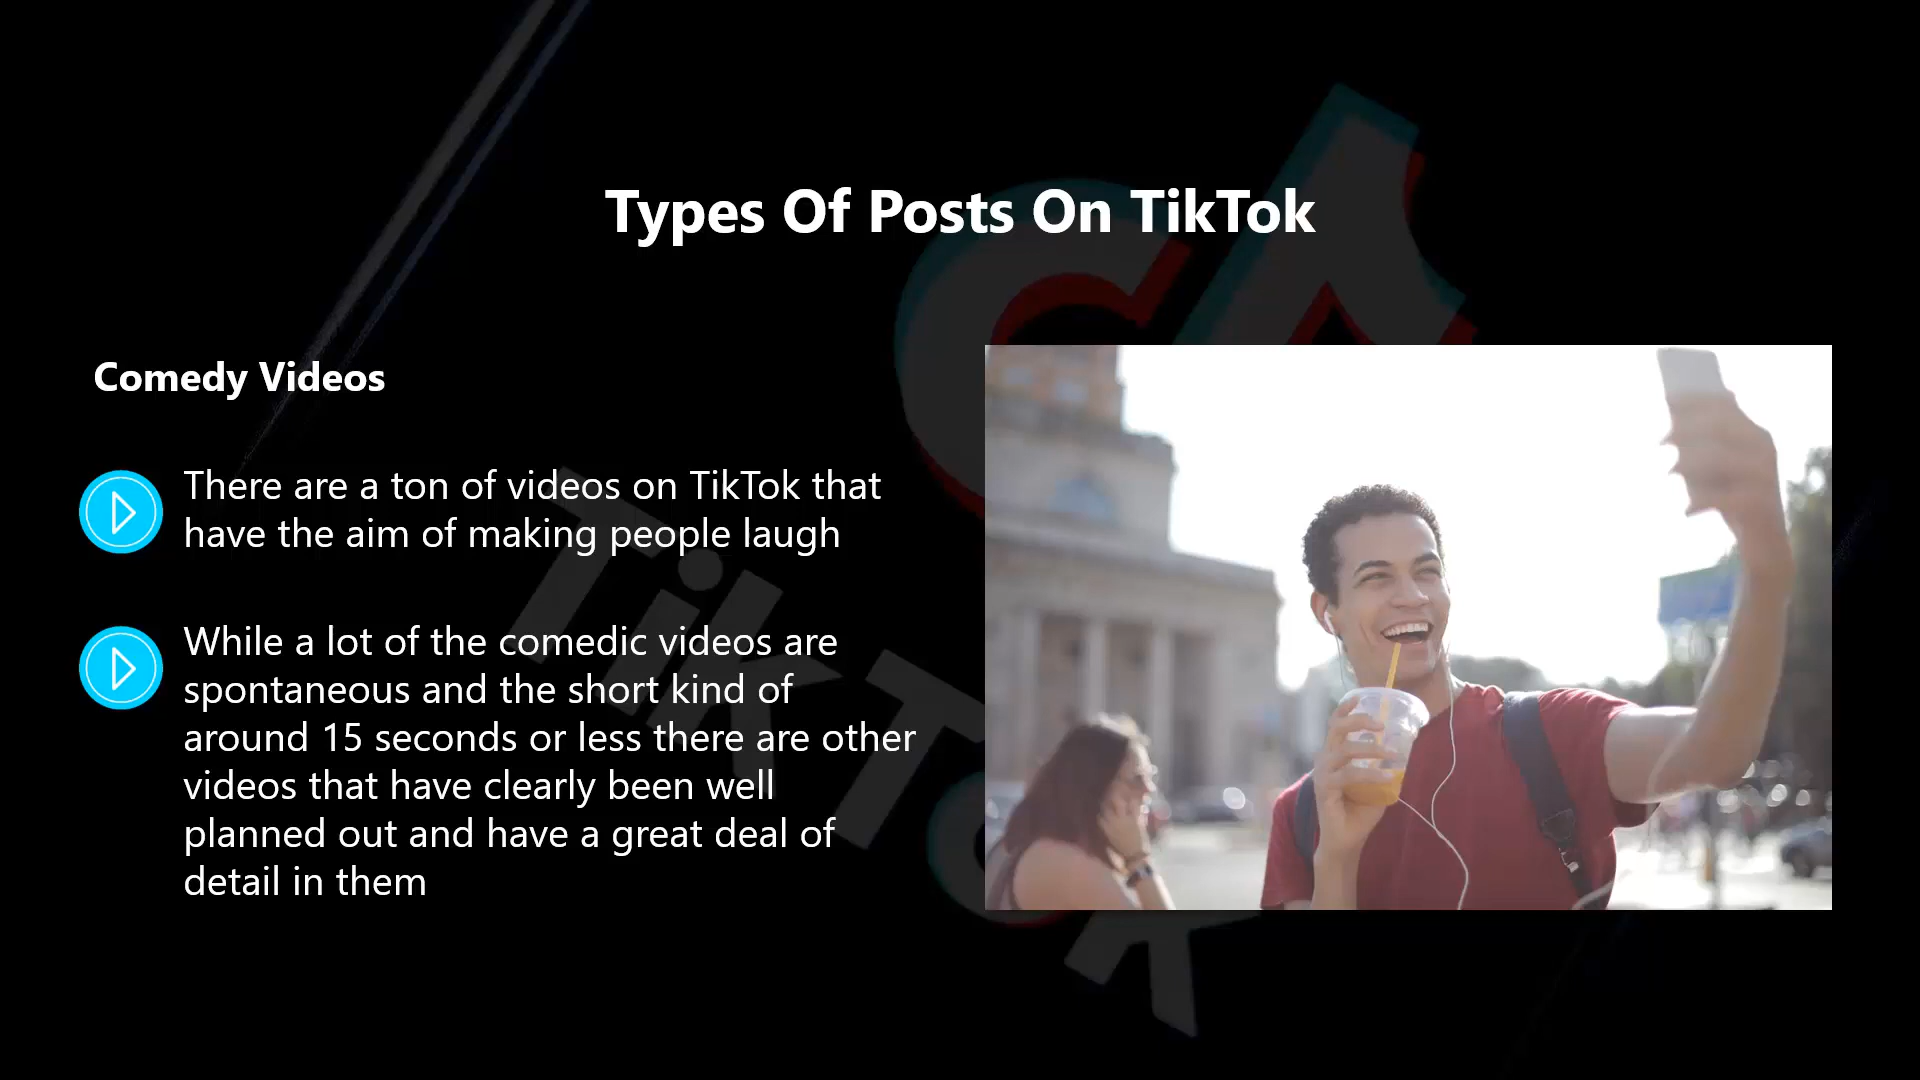 Types Of Posts On TikTok
Comedy Videos
There are a ton of videos on TikTok that
have the aim of making people laugh
While a lot of the comedic videos are
spontaneous and the short kind of
around 15 seconds or less there are other
videos that have clearly been well
planned out and have a great deal of
detail in them
TikTok